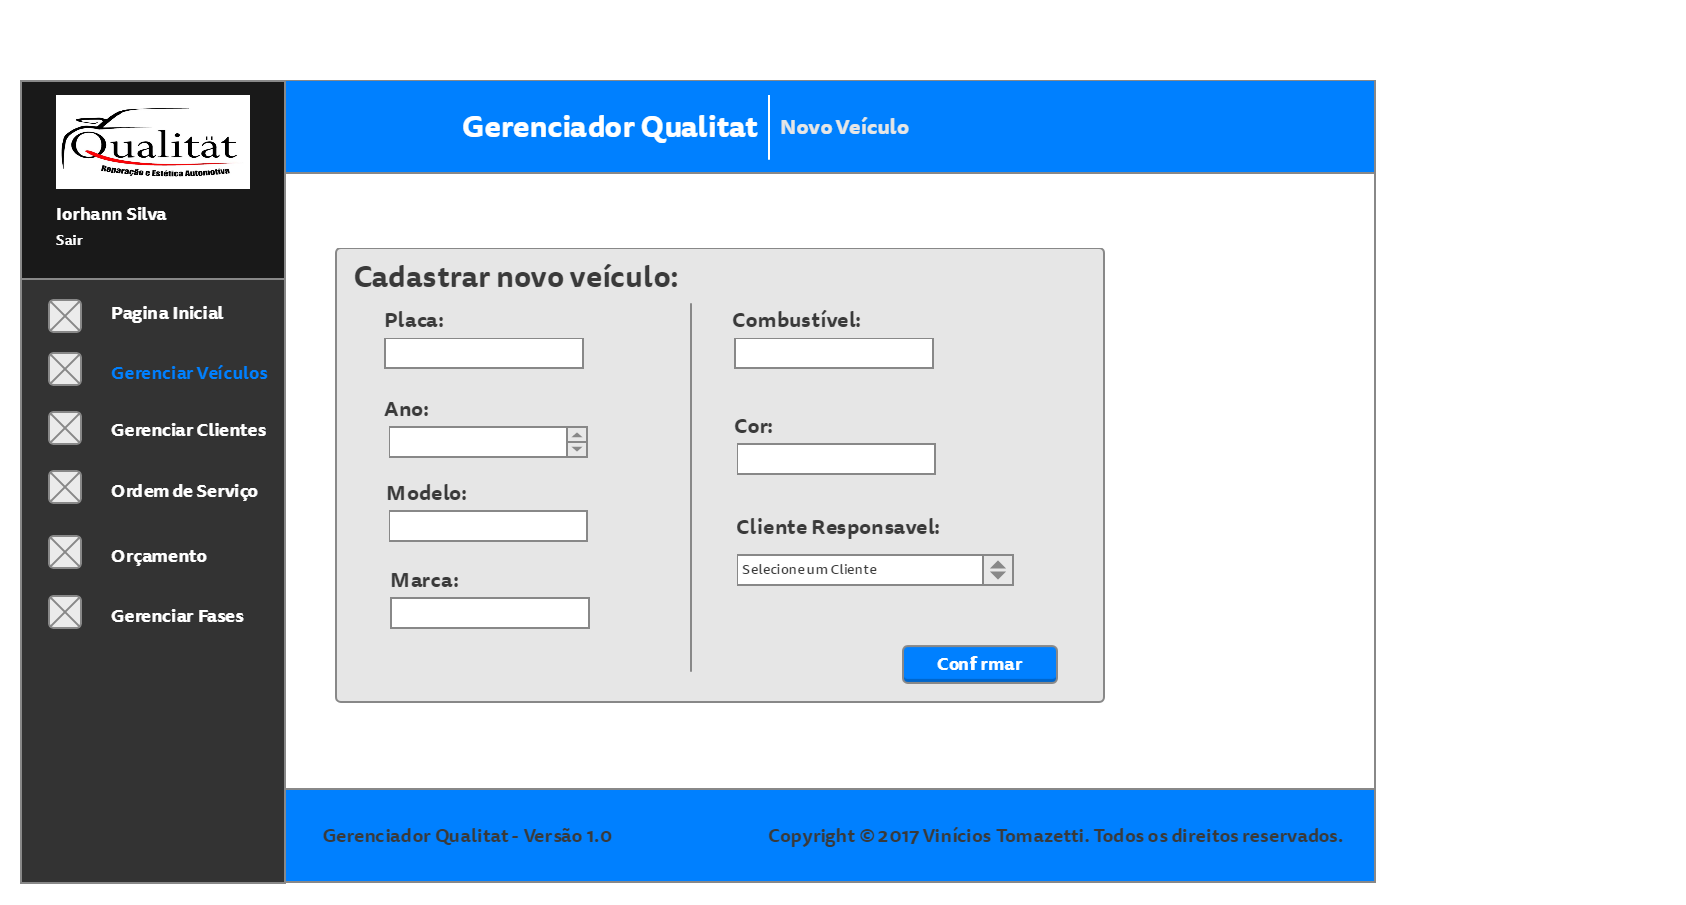 Qualität
Reparação e Estética Automotiva
Iorhann Silva
Sair
Pagina Inicial
Gerenciar Veículos
Gerenciar Clientes
Ordem de Serviço
Orçamento
Gerenciar Fases
Gerenciador Qualitat
Novo Veículo
Cadastrar novo veículo:
Placa:
Ano:
Modelo:
Marca:
Combustível:
Cor:
Cliente Responsavel:
Selecione um Cliente
Confirmar
Gerenciador Qualitat - Versão 1.0
Copyright © 2017 Vinícios Tomazetti. Todos os direitos reservados.